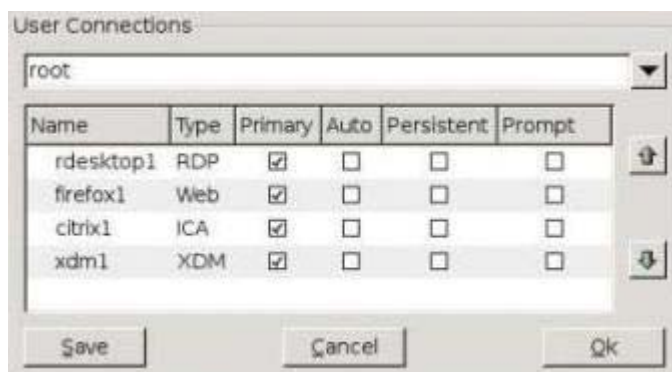 User Connections
root
Name Type Primary Auto Persistent Prompt
rdesktop1 RDP
firefox1 Web
citrix1 ICA
xdm1 XDM
Save Cancel Ok